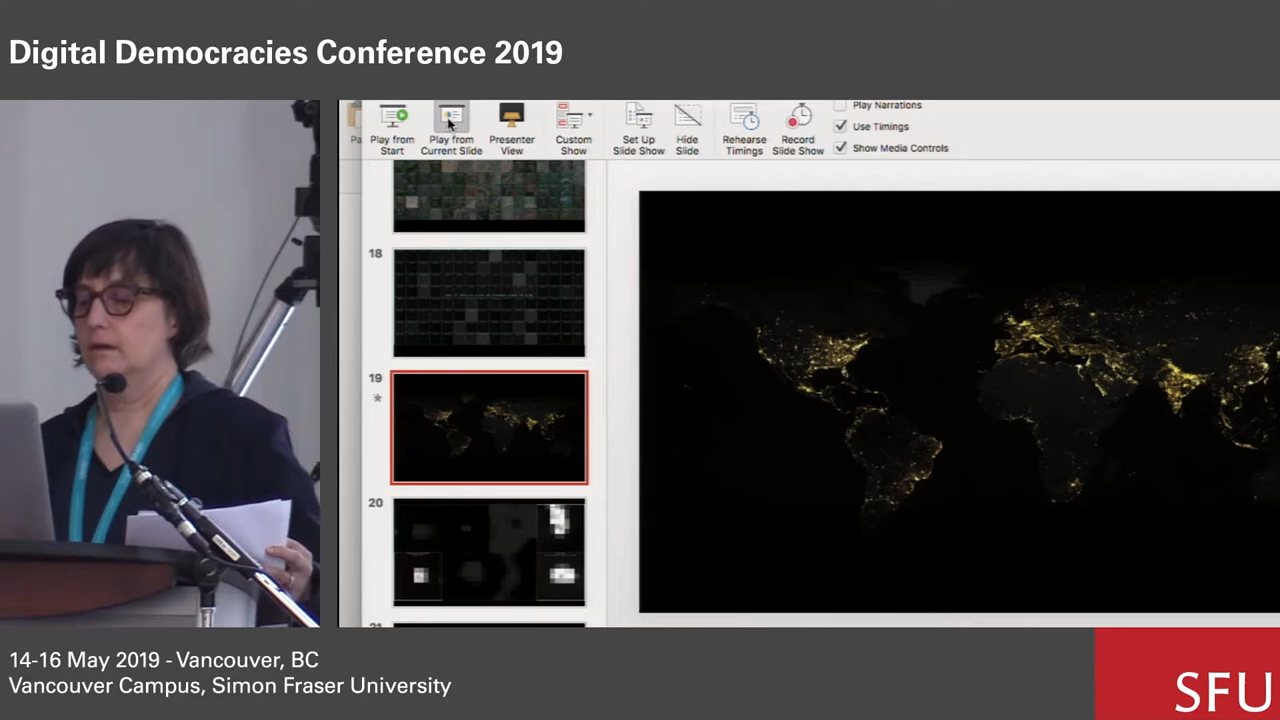 Digital Democracies Conference 2019
Play from
Start
Play from
Current Slide
Presenter
View
Custom
Show
Set Up
Slide Show
Hide
Slide
Rehearse
Timings
Record
Slide Show
Play Narrations
Use Timings
Show Media Controls
18
19
20
14-16 May 2019 - Vancouver, BC
Vancouver Campus, Simon Fraser University
SFU